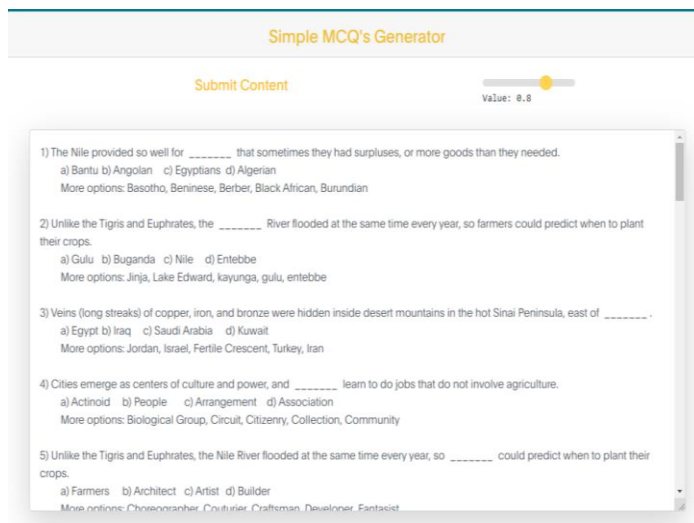 Simple MCQ's Generator
Submit Content
Value: 0.8
1) The Nile provided so well for _______ that sometimes they had surpluses, or more goods than they needed.
a) Bantu b) Angolan c) Egyptians d) Algerian
More options: Basotho, Beninese, Berber, Black African, Burundian
2) Unlike the Tigris and Euphrates, the _______ River flooded at the same time every year, so farmers could predict when to plant
their crops.
a) Gulu b) Buganda c) Nile d) Entebbe
More options: Jinja, Lake Edward, kayunga, gulu, entebbe
3) Veins (long streaks) of copper, iron, and bronze were hidden inside desert mountains in the hot Sinai Peninsula, east of _______ .
a) Egypt b) Iraq c) Saudi Arabia d) Kuwait
More options: Jordan, Israel, Fertile Crescent, Turkey, Iran
4) Cities emerge as centers of culture and power, and _______ learn to do jobs that do not involve agriculture.
a) Actinoid b) People c) Arrangement d) Association
More options: Biological Group, Circuit, Citizenry, Collection, Community
5) Unlike the Tigris and Euphrates, the Nile River flooded at the same time every year, so _______ could predict when to plant their
crops.
a) Farmers b) Architect c) Artist d) Builder
More options: Choreographer, Couturier, Craftsman, Developer, Fantasist